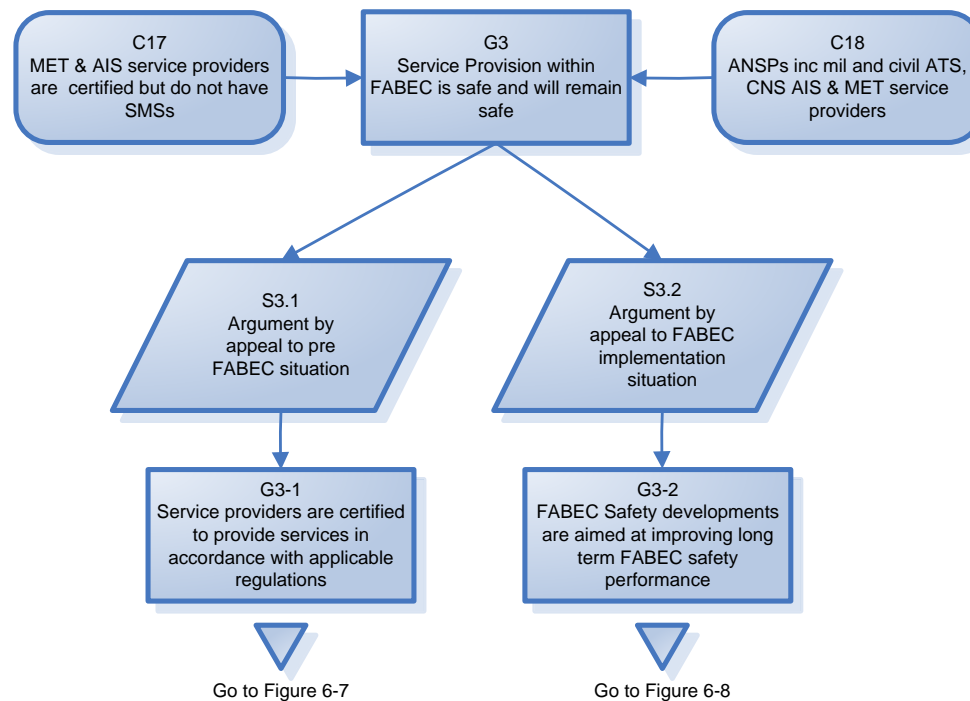 C17
MET & AIS service providers
are certified but do not have
SMSs
G3
Service Provision within
FABEC is safe and will remain
safe
C18
ANSPs inc mil and civil ATS,
CNS AIS & MET service
providers
S3.1
Argument by
appeal to pre
FABEC situation
S3.2
Argument by
appeal to FABEC
implementation
situation
G3-1
Service providers are certified
to provide services in
accordance with applicable
regulations
G3-2
FABEC Safety developments
are aimed at improving long
term FABEC safety
performance
Go to Figure 6-7
Go to Figure 6-8